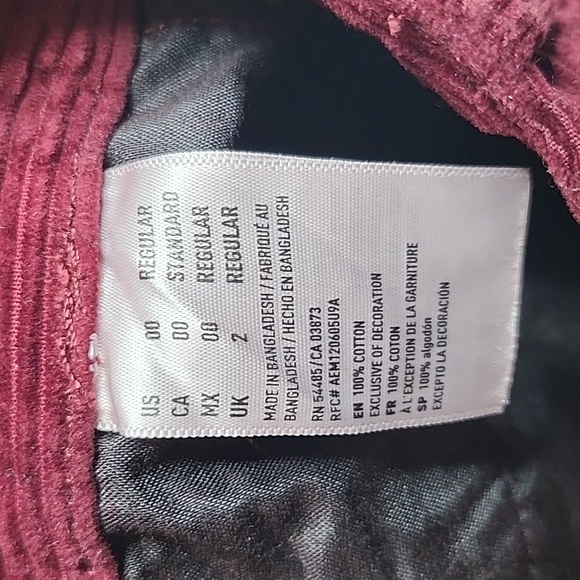 US 00 REGULAR
CA 00 STANDARD
MX 00 REGULAR
UK 2 REGULAR
MADE IN BANGLADESH / FABRIQUÉ AU
BANGLADESH / HECHO EN BANGLADESH
RN 54485/CA 03873
RFC# AEM120605U9A
EN 100% COTTON
EXCLUSIVE OF DECORATION
FR 100% COTON
À L'EXCEPTION DE LA GARNITURE
SP 100% algodón
EXCEPTO LA DECORACIÓN